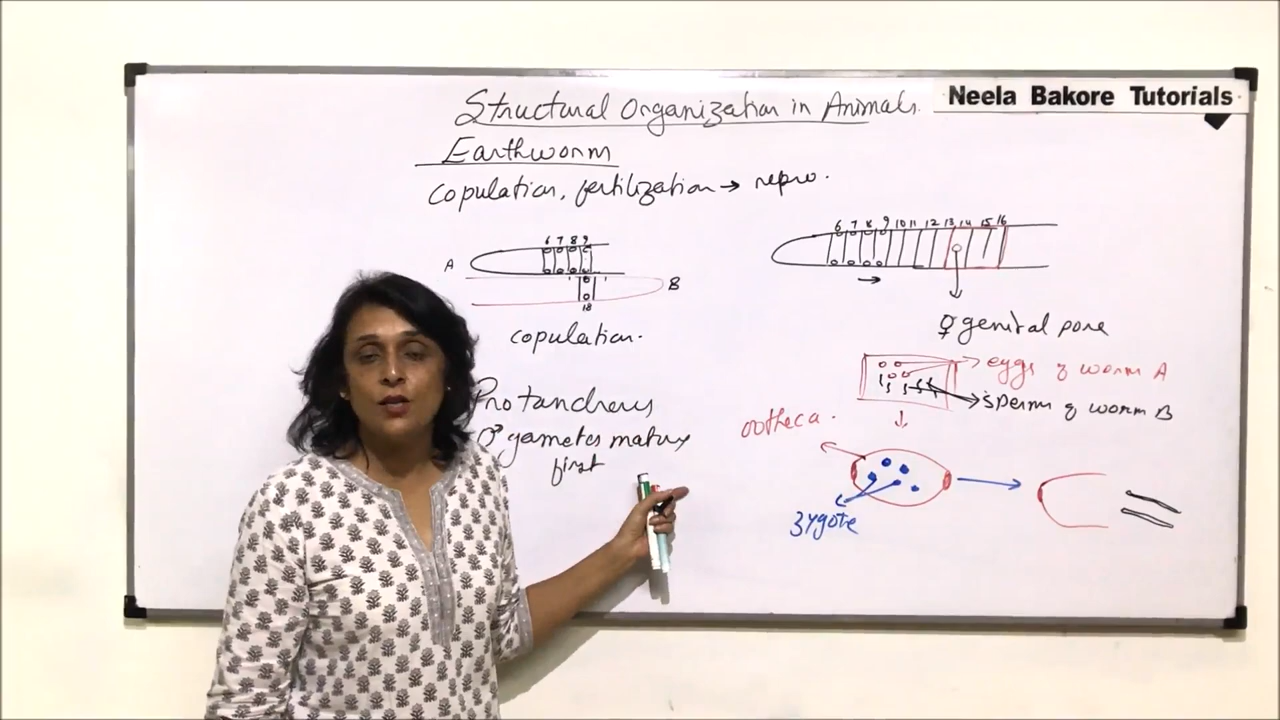 Structural Organization in Animals.
Neela Bakore Tutorials
Earthworm
Copulation, fertilization → repro.
6 7 8 9
A
B
18
copulation.
6 7 8 9 10 11 12 13 14 15 16
→
♀ genital pore
eggs of worm A
sperms of worm B
Protandrous
♂ gametes mature
first
ootheca.
zygote